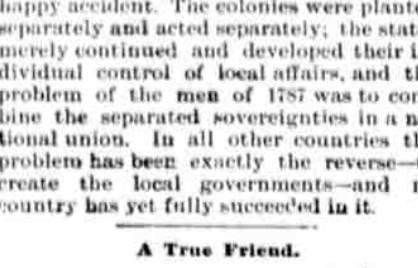 happy accident. The colonies were plant
separately and acted separately; the stat
merely continued and developed their i
dividual control of local affairs, and th
problem of the men of 1787 was to com
bine the separated sovereignties in a n
tional union. In all other countries th
problem has been exactly the reverse—
create the local governments—and n
country has yet fully succeeded in it.
A True Friend.